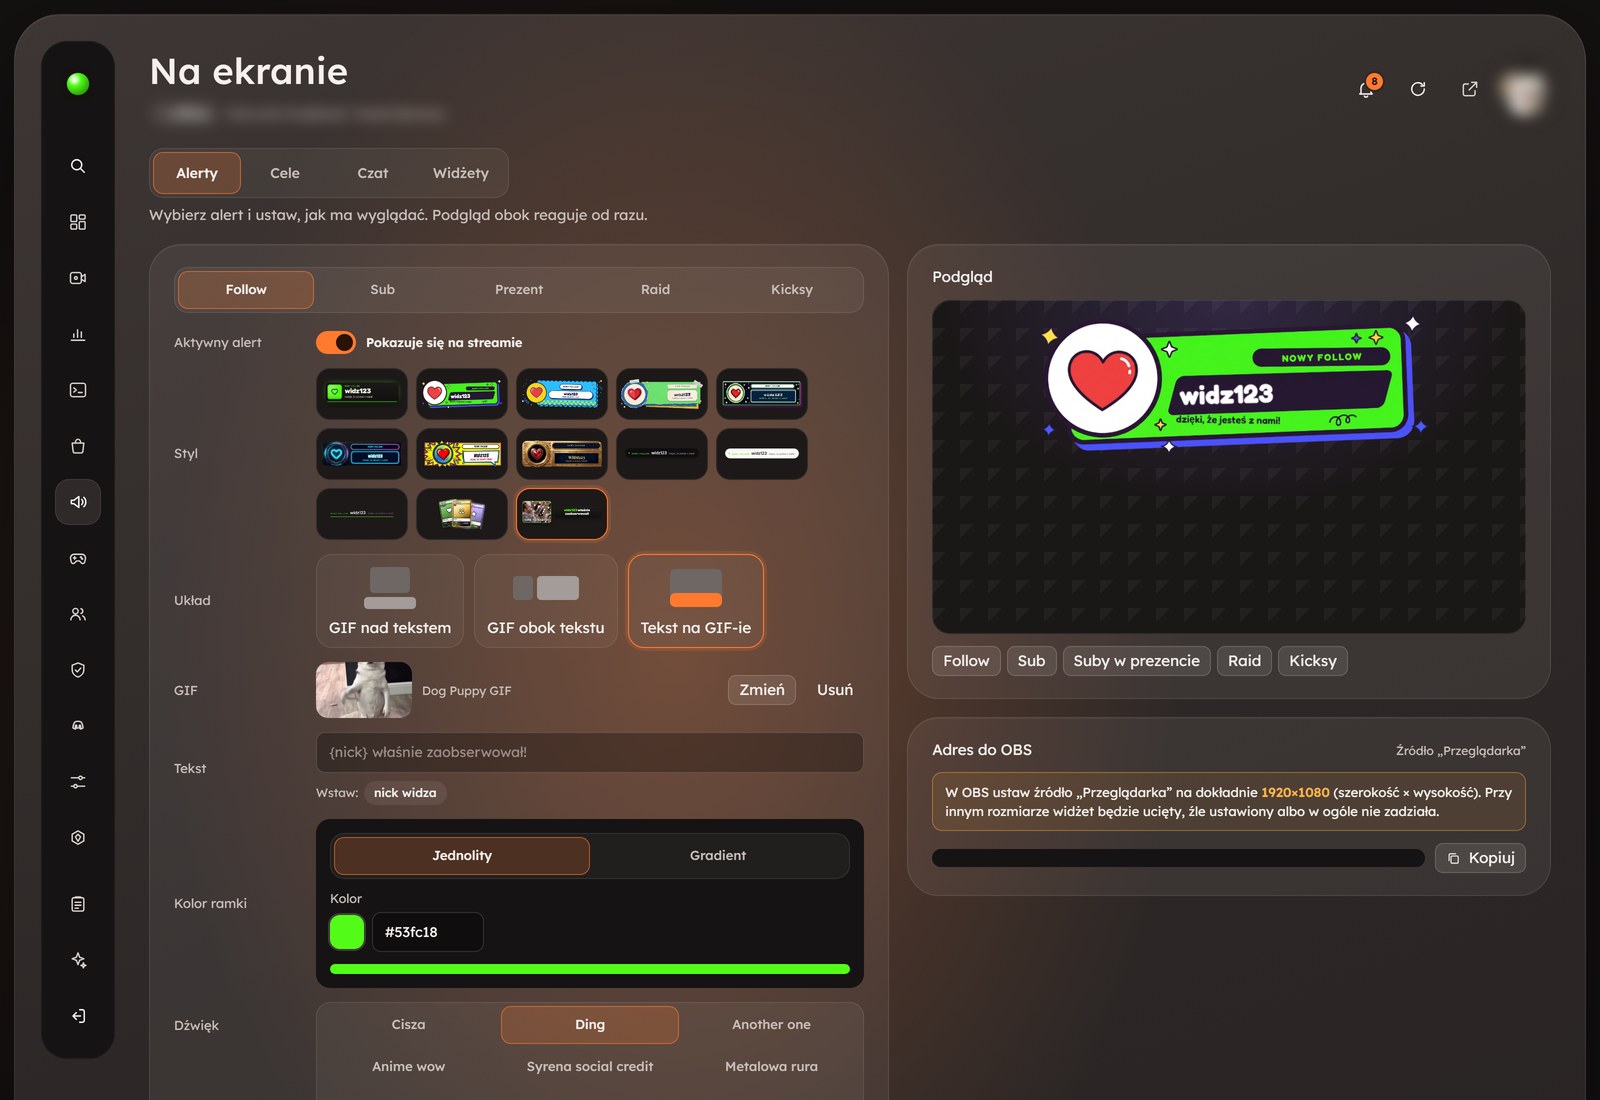 Na ekranie
8
Alerty Cele Czat Widżety
Wybierz alert i ustaw, jak ma wyglądać. Podgląd obok reaguje od razu.
Follow Sub Prezent Raid Kicksy
Aktywny alert Pokazuje się na streamie
Styl
Układ
GIF nad tekstem GIF obok tekstu Tekst na GIF-ie
GIF Dog Puppy GIF Zmień Usuń
Tekst {nick} właśnie zaobserwował!
Wstaw: nick widza
Kolor ramki
Jednolity Gradient
Kolor
#53fc18
Dźwięk
Cisza Ding Another one
Anime wow Syrena social credit Metalowa rura
Podgląd
NOWY FOLLOW
widz123
dzięki, że jesteś z nami!
Follow Sub Suby w prezencie Raid Kicksy
Adres do OBS Źródło „Przeglądarka”
W OBS ustaw źródło „Przeglądarka” na dokładnie 1920×1080 (szerokość × wysokość). Przy
innym rozmiarze widżet będzie ucięty, źle ustawiony albo w ogóle nie zadziała.
Kopiuj